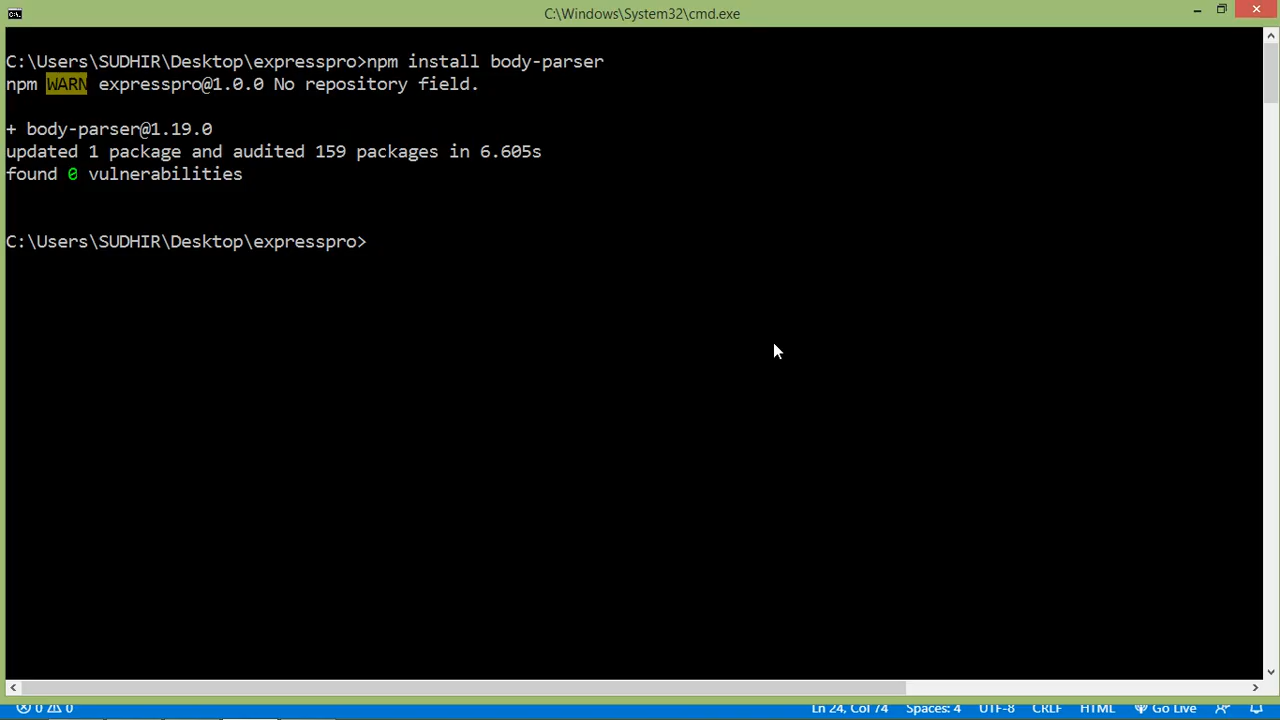 C:\Windows\System32\cmd.exe
C:\Users\SUDHIR\Desktop\expresspro>npm install body-parser
npm WARN expresspro@1.0.0 No repository field.
+ body-parser@1.19.0
updated 1 package and audited 159 packages in 6.605s
found 0 vulnerabilities
C:\Users\SUDHIR\Desktop\expresspro>
0 0 Ln 24, Col 74 Spaces: 4 UTF-8 CRLF HTML Go Live